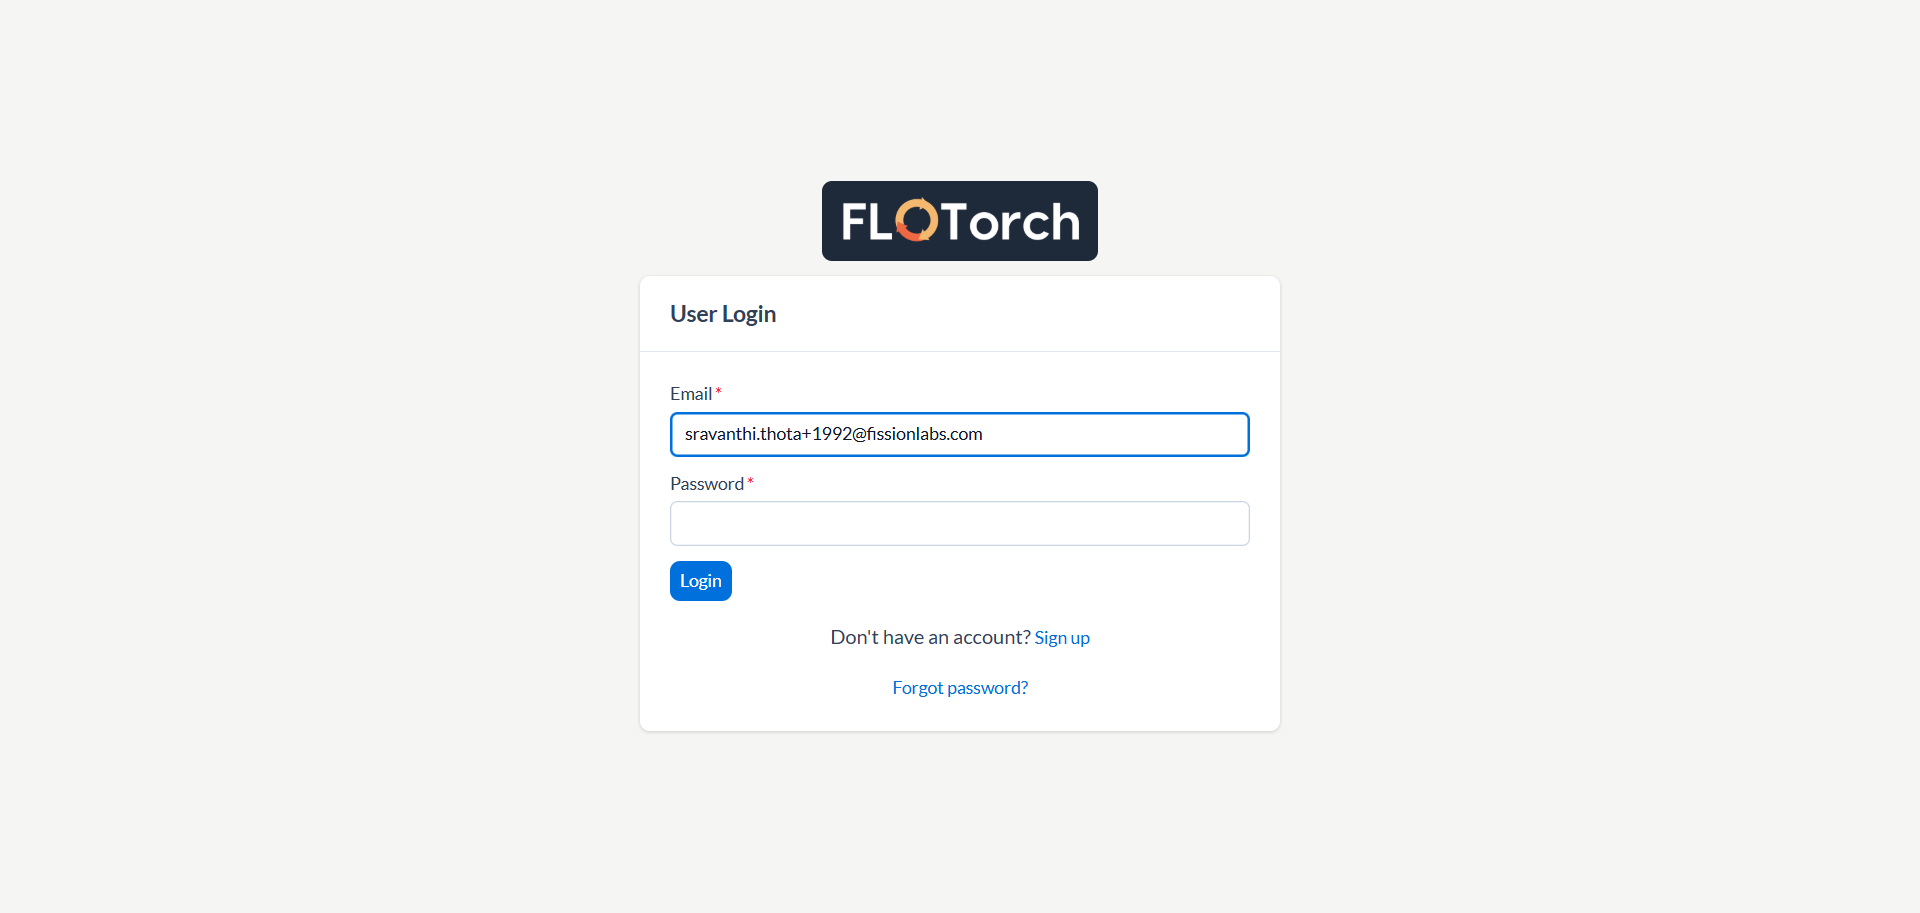 FLOTorch
User Login
Email *
sravanthi.thota+1992@fissionlabs.com
Password *
Login
Don't have an account? Sign up
Forgot password?